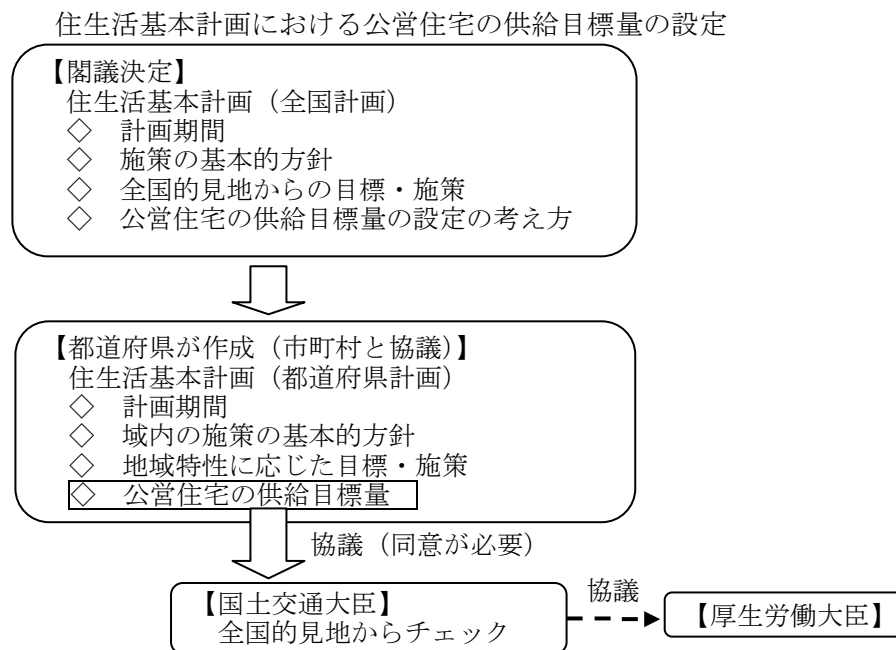 住生活基本計画における公営住宅の供給目標量の設定
【閣議決定】
住生活基本計画（全国計画）
◇ 計画期間
◇ 施策の基本的方針
◇ 全国的見地からの目標・施策
◇ 公営住宅の供給目標量の設定の考え方
【都道府県が作成（市町村と協議）】
住生活基本計画（都道府県計画）
◇ 計画期間
◇ 域内の施策の基本的方針
◇ 地域特性に応じた目標・施策
◇ 公営住宅の供給目標量
協議（同意が必要）
【国土交通大臣】
全国的見地からチェック
協議
【厚生労働大臣】